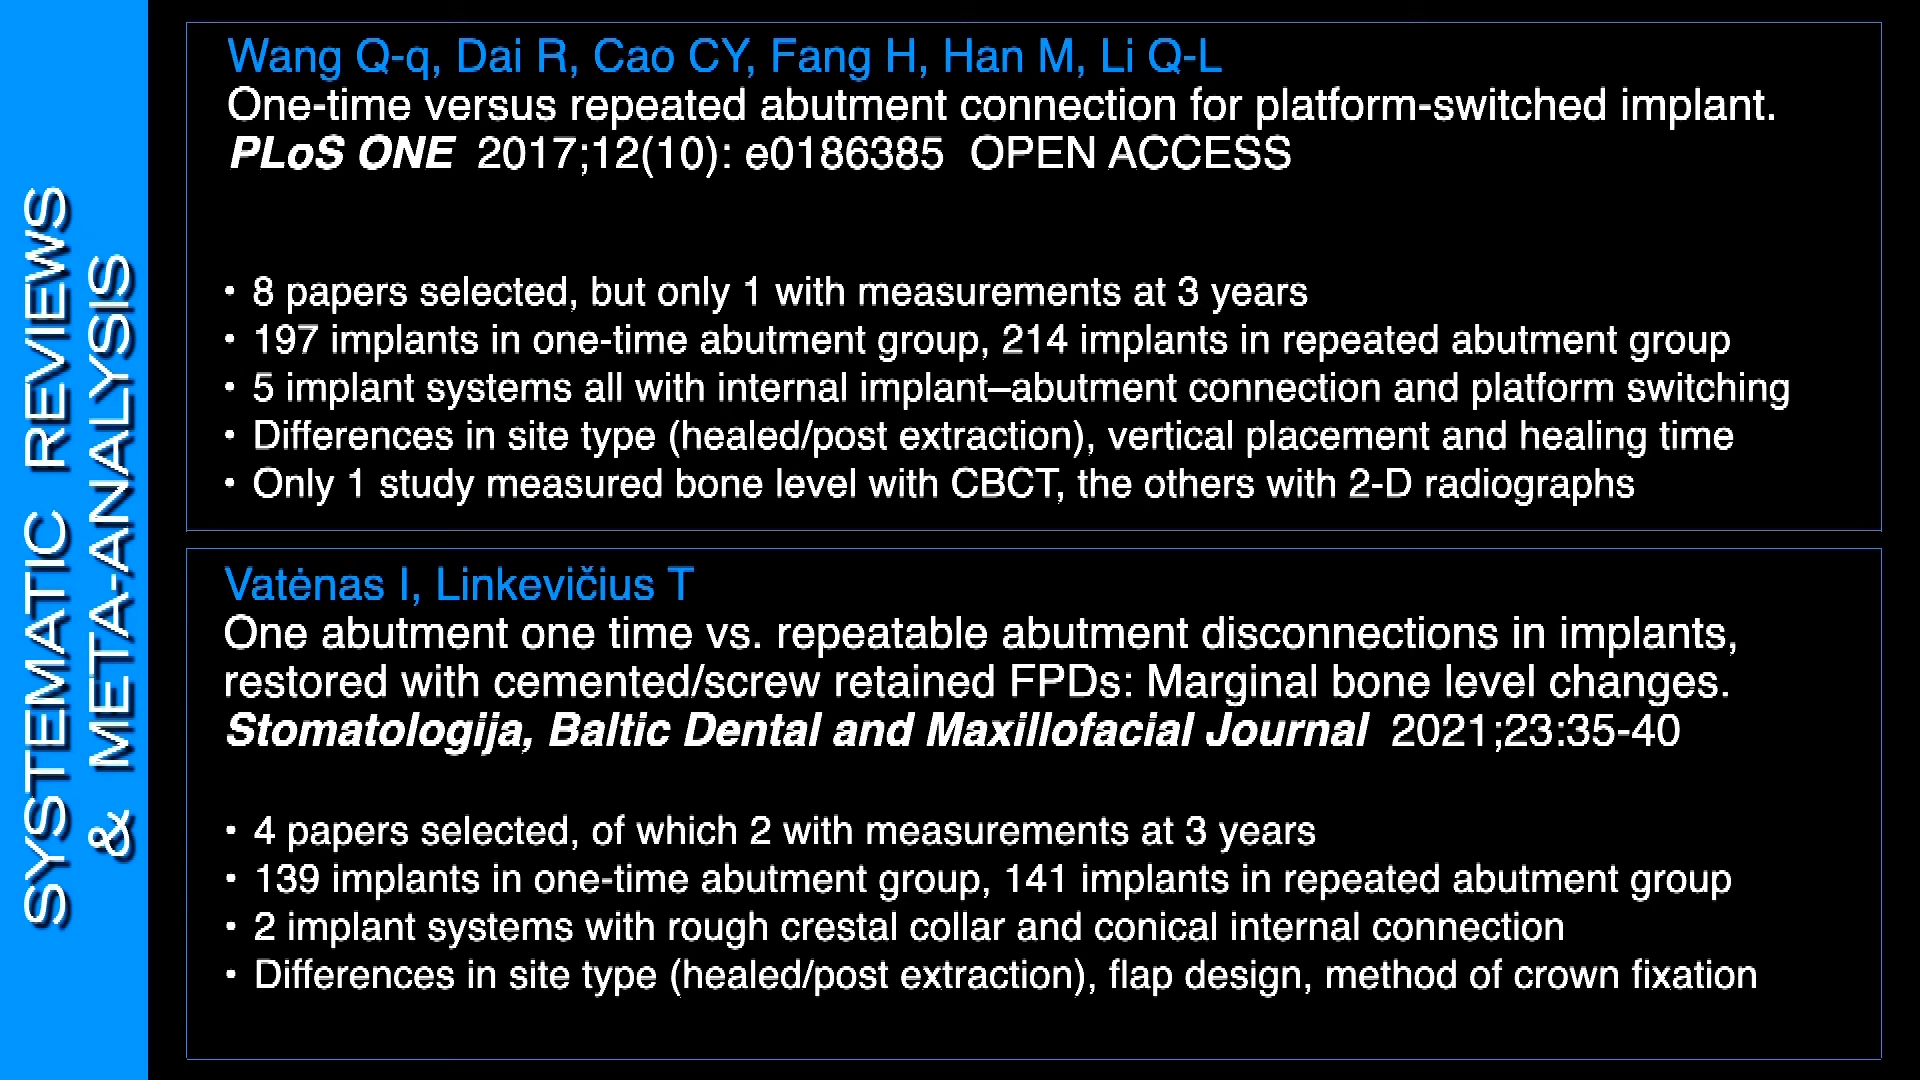 SYSTEMATIC REVIEWS
& META-ANALYSIS
Wang Q-q, Dai R, Cao CY, Fang H, Han M, Li Q-L
One-time versus repeated abutment connection for platform-switched implant.
PLoS ONE 2017;12(10): e0186385 OPEN ACCESS
• 8 papers selected, but only 1 with measurements at 3 years
• 197 implants in one-time abutment group, 214 implants in repeated abutment group
• 5 implant systems all with internal implant–abutment connection and platform switching
• Differences in site type (healed/post extraction), vertical placement and healing time
• Only 1 study measured bone level with CBCT, the others with 2-D radiographs
Vatėnas I, Linkevičius T
One abutment one time vs. repeatable abutment disconnections in implants,
restored with cemented/screw retained FPDs: Marginal bone level changes.
Stomatologija, Baltic Dental and Maxillofacial Journal 2021;23:35-40
• 4 papers selected, of which 2 with measurements at 3 years
• 139 implants in one-time abutment group, 141 implants in repeated abutment group
• 2 implant systems with rough crestal collar and conical internal connection
• Differences in site type (healed/post extraction), flap design, method of crown fixation